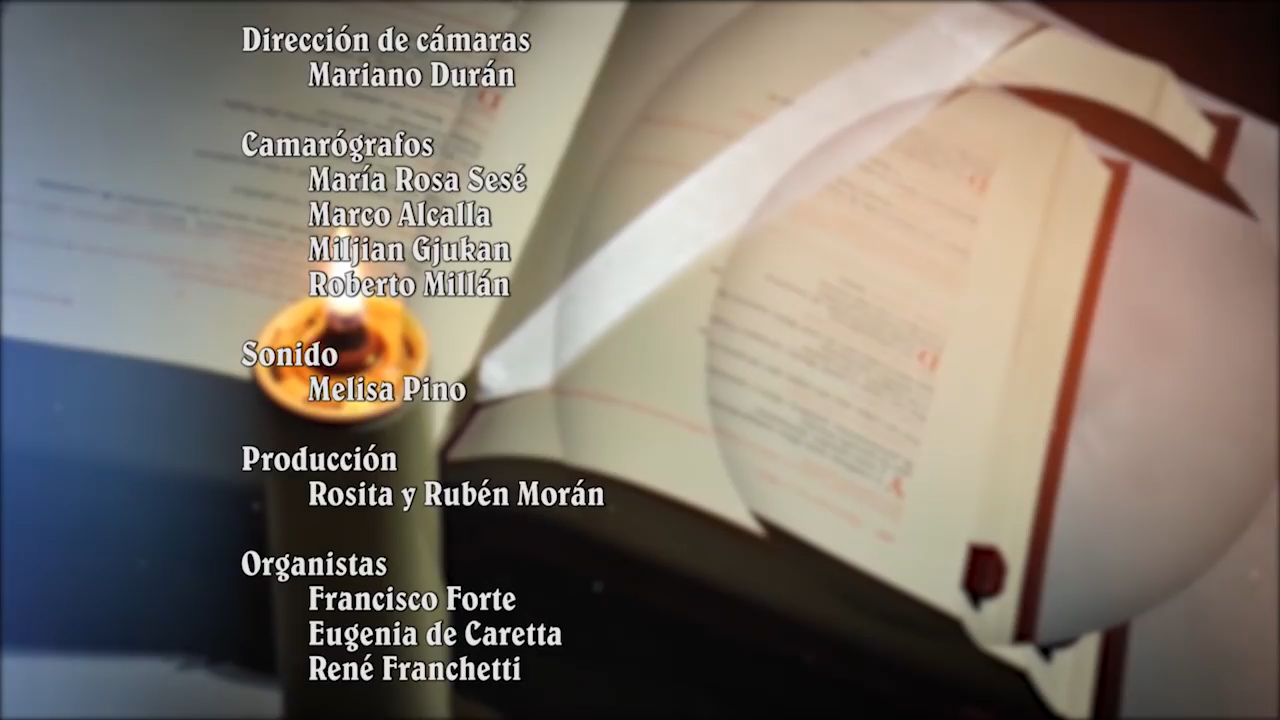 Dirección de cámaras
Mariano Durán
Camarógrafos
María Rosa Sesé
Marco Alcalla
Miljian Gjukan
Roberto Millán
Sonido
Melisa Pino
Producción
Rosita y Rubén Morán
Organistas
Francisco Forte
Eugenia de Caretta
René Franchetti